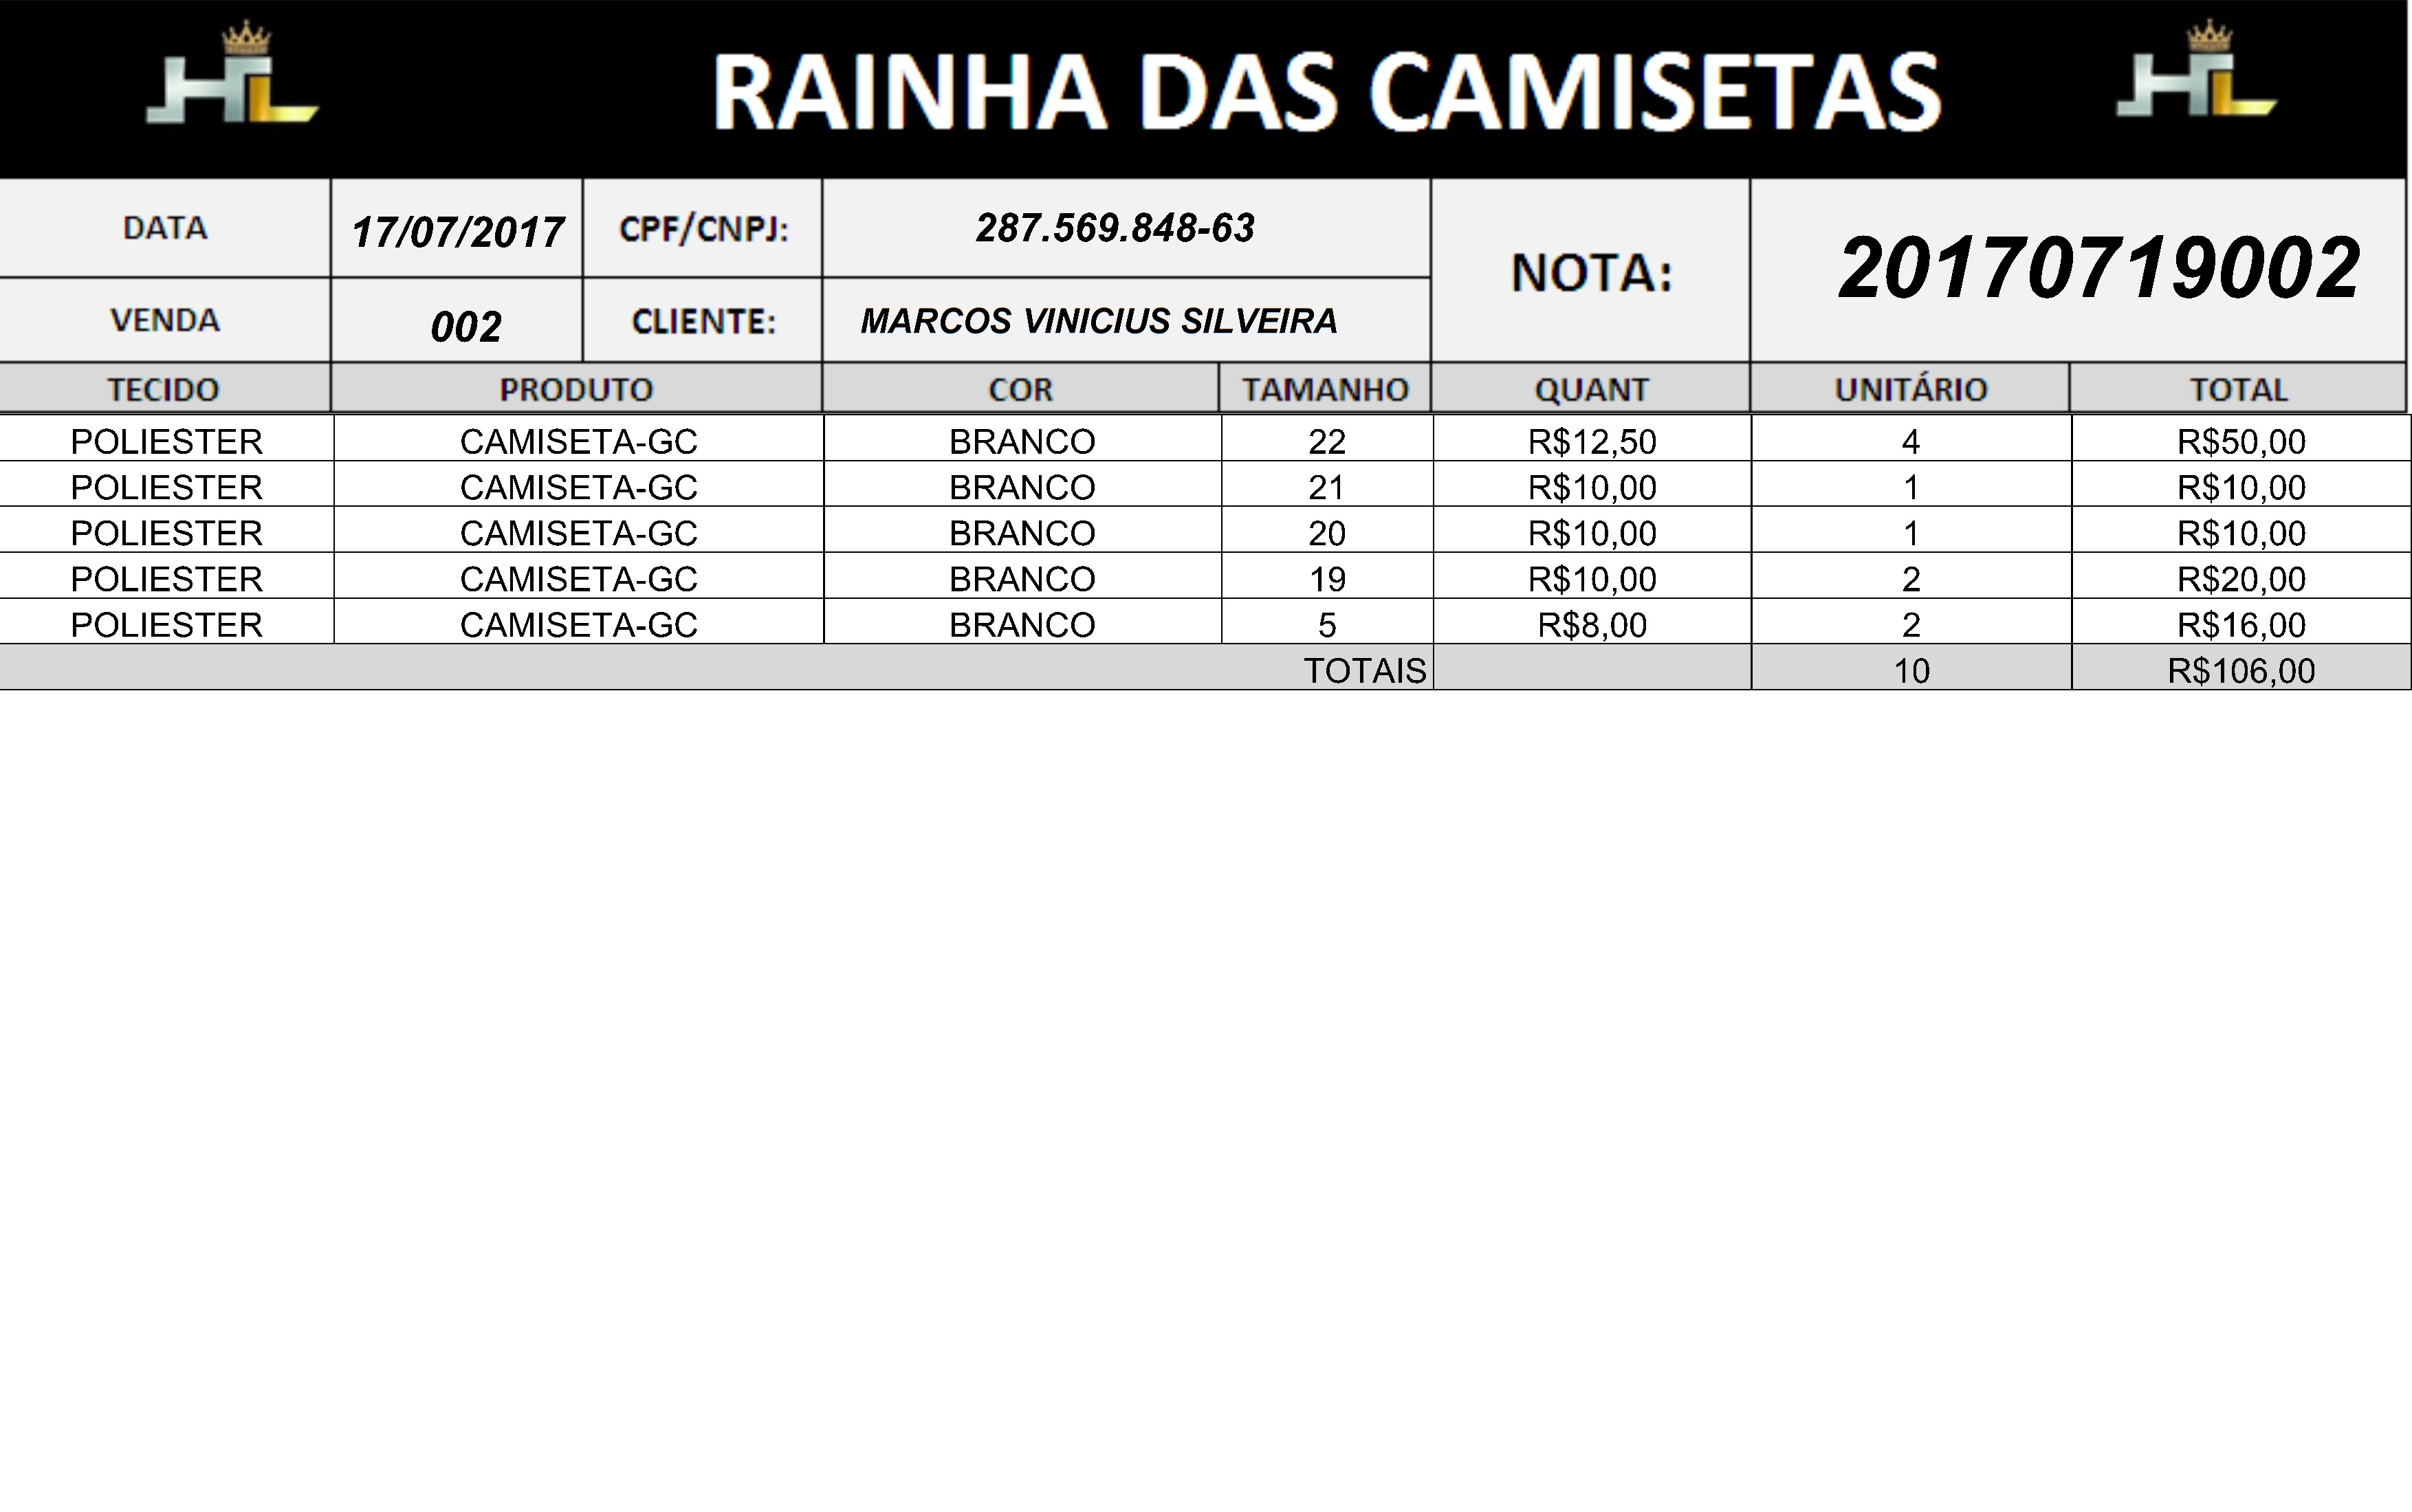 HL RAINHA DAS CAMISETAS HL
DATA 17/07/2017 CPF/CNPJ: 287.569.848-63 NOTA: 20170719002
VENDA 002 CLIENTE: MARCOS VINICIUS SILVEIRA
TECIDO PRODUTO COR TAMANHO QUANT UNITÁRIO TOTAL
POLIESTER CAMISETA-GC BRANCO 22 R$12,50 4 R$50,00
POLIESTER CAMISETA-GC BRANCO 21 R$10,00 1 R$10,00
POLIESTER CAMISETA-GC BRANCO 20 R$10,00 1 R$10,00
POLIESTER CAMISETA-GC BRANCO 19 R$10,00 2 R$20,00
POLIESTER CAMISETA-GC BRANCO 5 R$8,00 2 R$16,00
TOTAIS 10 R$106,00